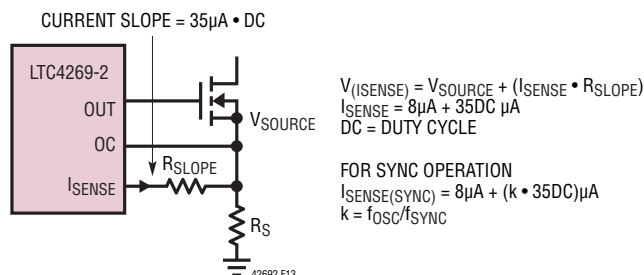 CURRENT SLOPE = 35µA • DC
LTC4269-2
OUT
OC
ISENSE
RSLOPE
VSOURCE
RS
V(ISENSE) = VSOURCE + (ISENSE • RSLOPE)
ISENSE = 8µA + 35DC µA
DC = DUTY CYCLE
FOR SYNC OPERATION
ISENSE(SYNC) = 8µA + (k • 35DC)µA
k = fOSC/fSYNC
42692 F13